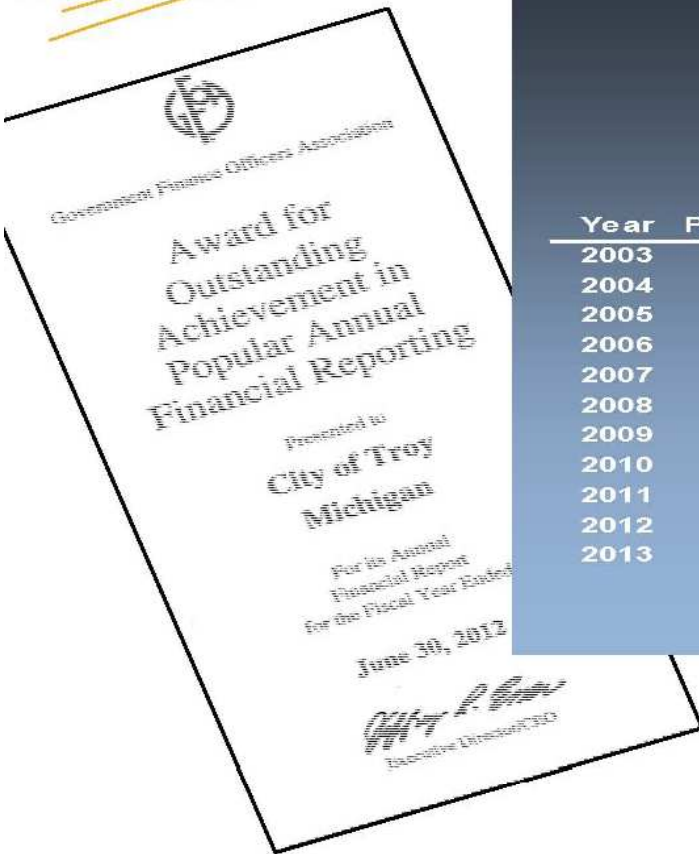 Government Finance Officers Association
Award for
Outstanding
Achievement in
Popular Annual
Financial Reporting
Presented to
City of Troy
Michigan
For its Annual
Financial Report
for the Fiscal Year Ended
June 30, 2012
Executive Director/CEO
Year
2003
2004
2005
2006
2007
2008
2009
2010
2011
2012
2013